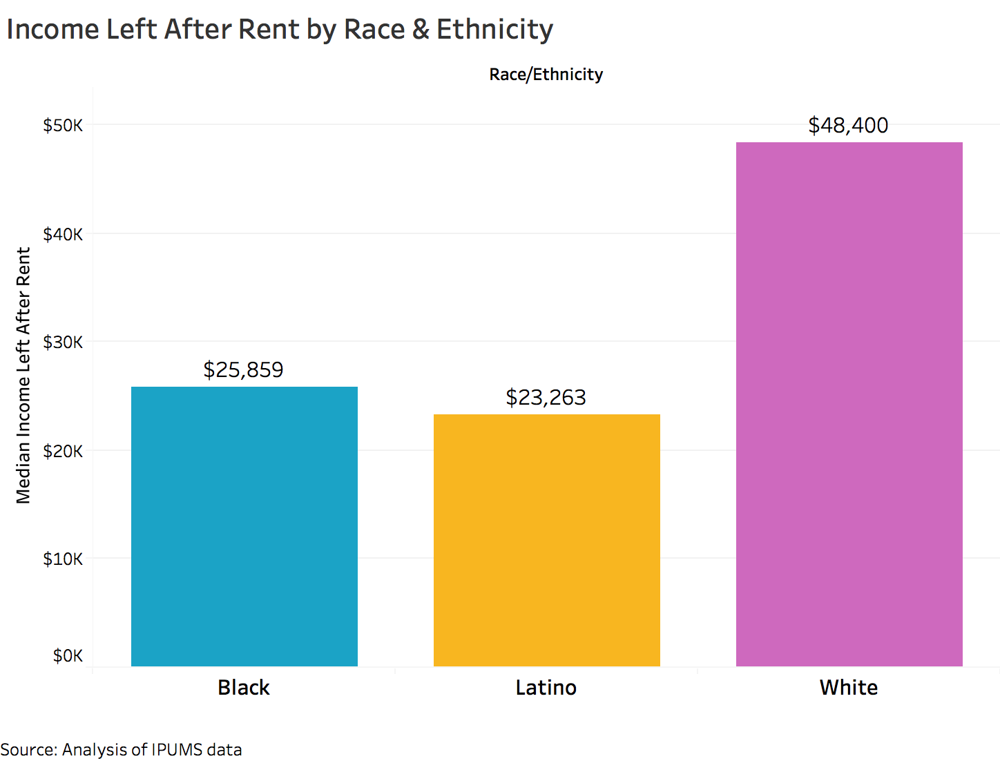 Income Left After Rent by Race & Ethnicity
Race/Ethnicity
Median Income Left After Rent
$50K
$40K
$30K
$20K
$10K
$0K
$25,859
$23,263
$48,400
Black
Latino
White
Source: Analysis of IPUMS data